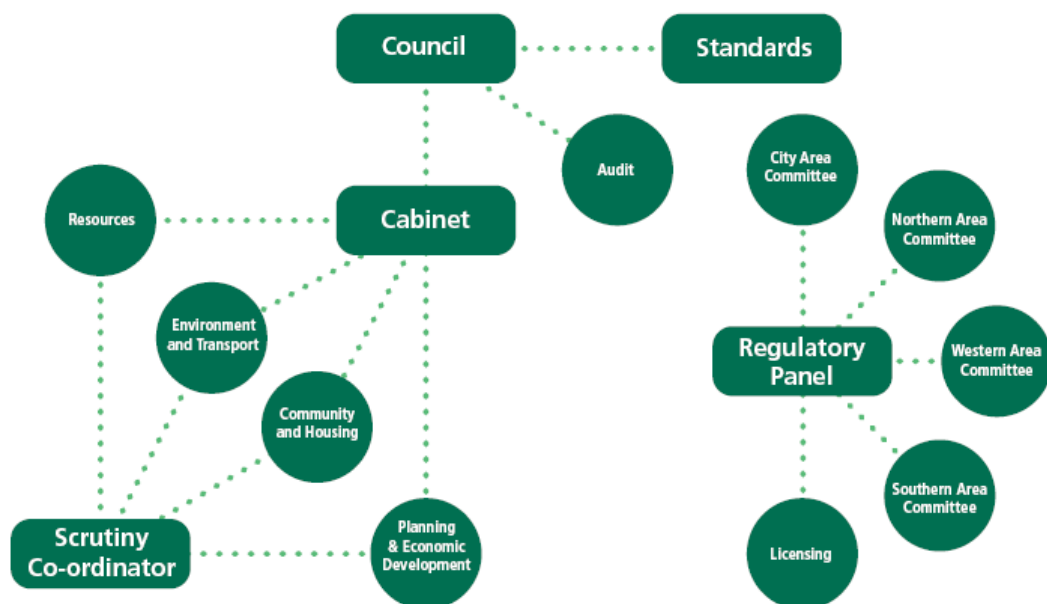 Council
Standards
Audit
City Area
Committee
Resources
Cabinet
Northern Area
Committee
Environment
and Transport
Regulatory
Panel
Western Area
Committee
Community
and Housing
Southern Area
Committee
Scrutiny
Co-ordinator
Planning
& Economic
Development
Licensing